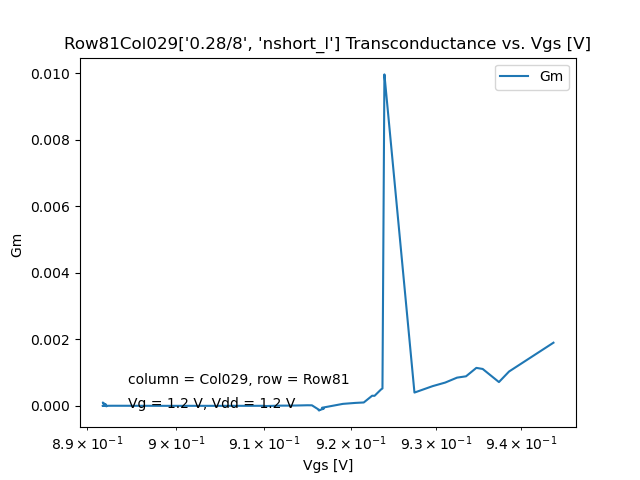 Row81Col029['0.28/8', 'nshort_l'] Transconductance vs. Vgs [V]
Gm
0.010
0.008
0.006
0.004
0.002
0.000
Gm
column = Col029, row = Row81
Vg = 1.2 V, Vdd = 1.2 V
8.9 × 10⁻¹ 9 × 10⁻¹ 9.1 × 10⁻¹ 9.2 × 10⁻¹ 9.3 × 10⁻¹ 9.4 × 10⁻¹
Vgs [V]